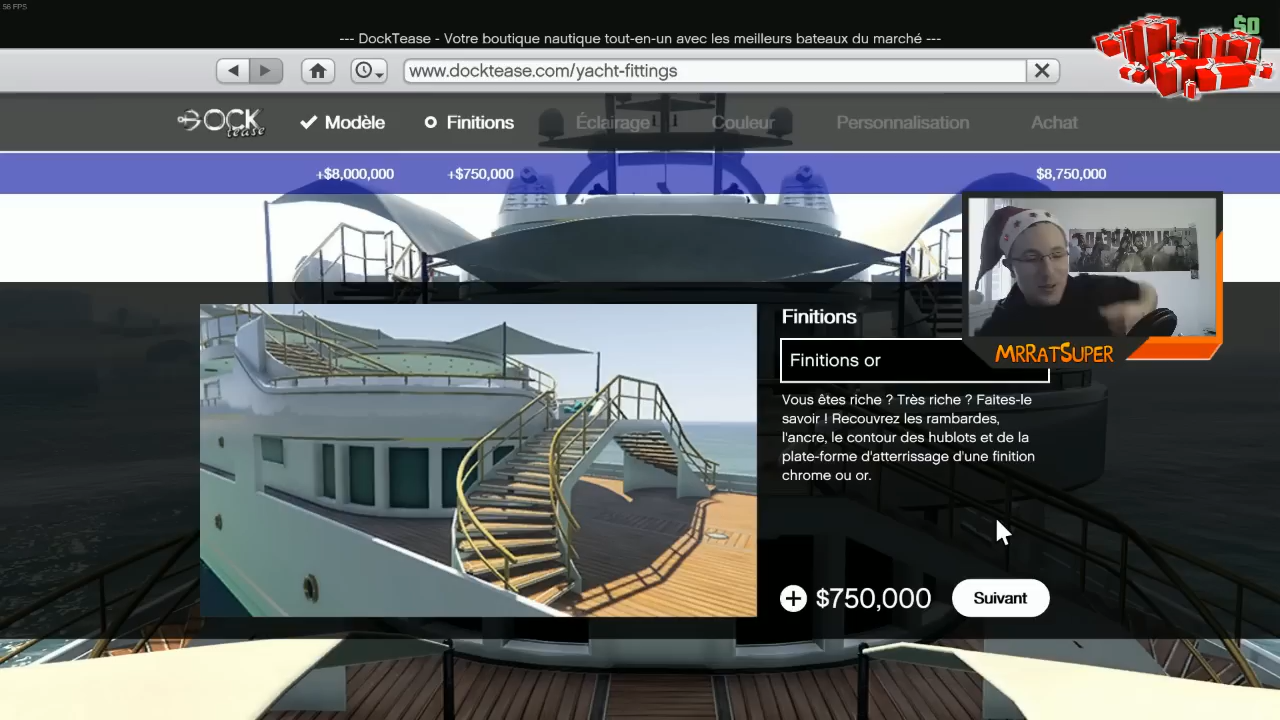 56 FPS
$0
--- DockTease - Votre boutique nautique tout-en-un avec les meilleurs bateaux du marché ---
www.docktease.com/yacht-fittings
DOCK tease
Modèle
Finitions
Éclairage
Couleur
Personnalisation
Achat
+$8,000,000
+$750,000
$8,750,000
Finitions
MrRatSuper
Finitions or
Vous êtes riche ? Très riche ? Faites-le
savoir ! Recouvrez les rambardes,
l'ancre, le contour des hublots et de la
plate-forme d'atterrissage d'une finition
chrome ou or.
$750,000
Suivant